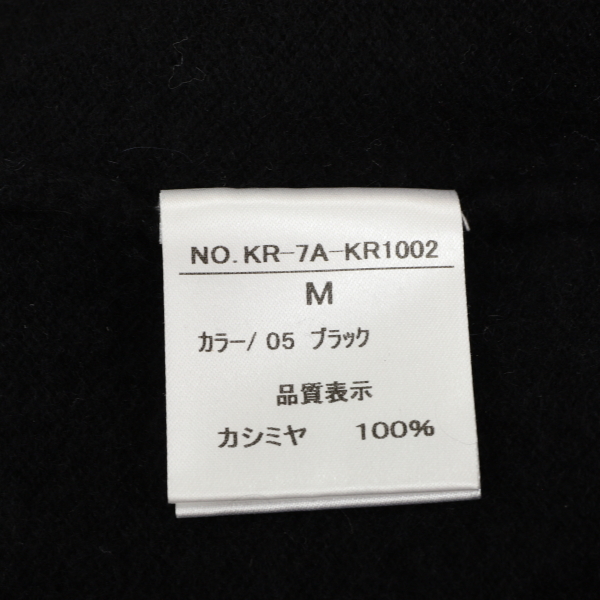 NO.KR-7A-KR1002
M
カラー/ 05 ブラック
品質表示
カシミヤ 100%